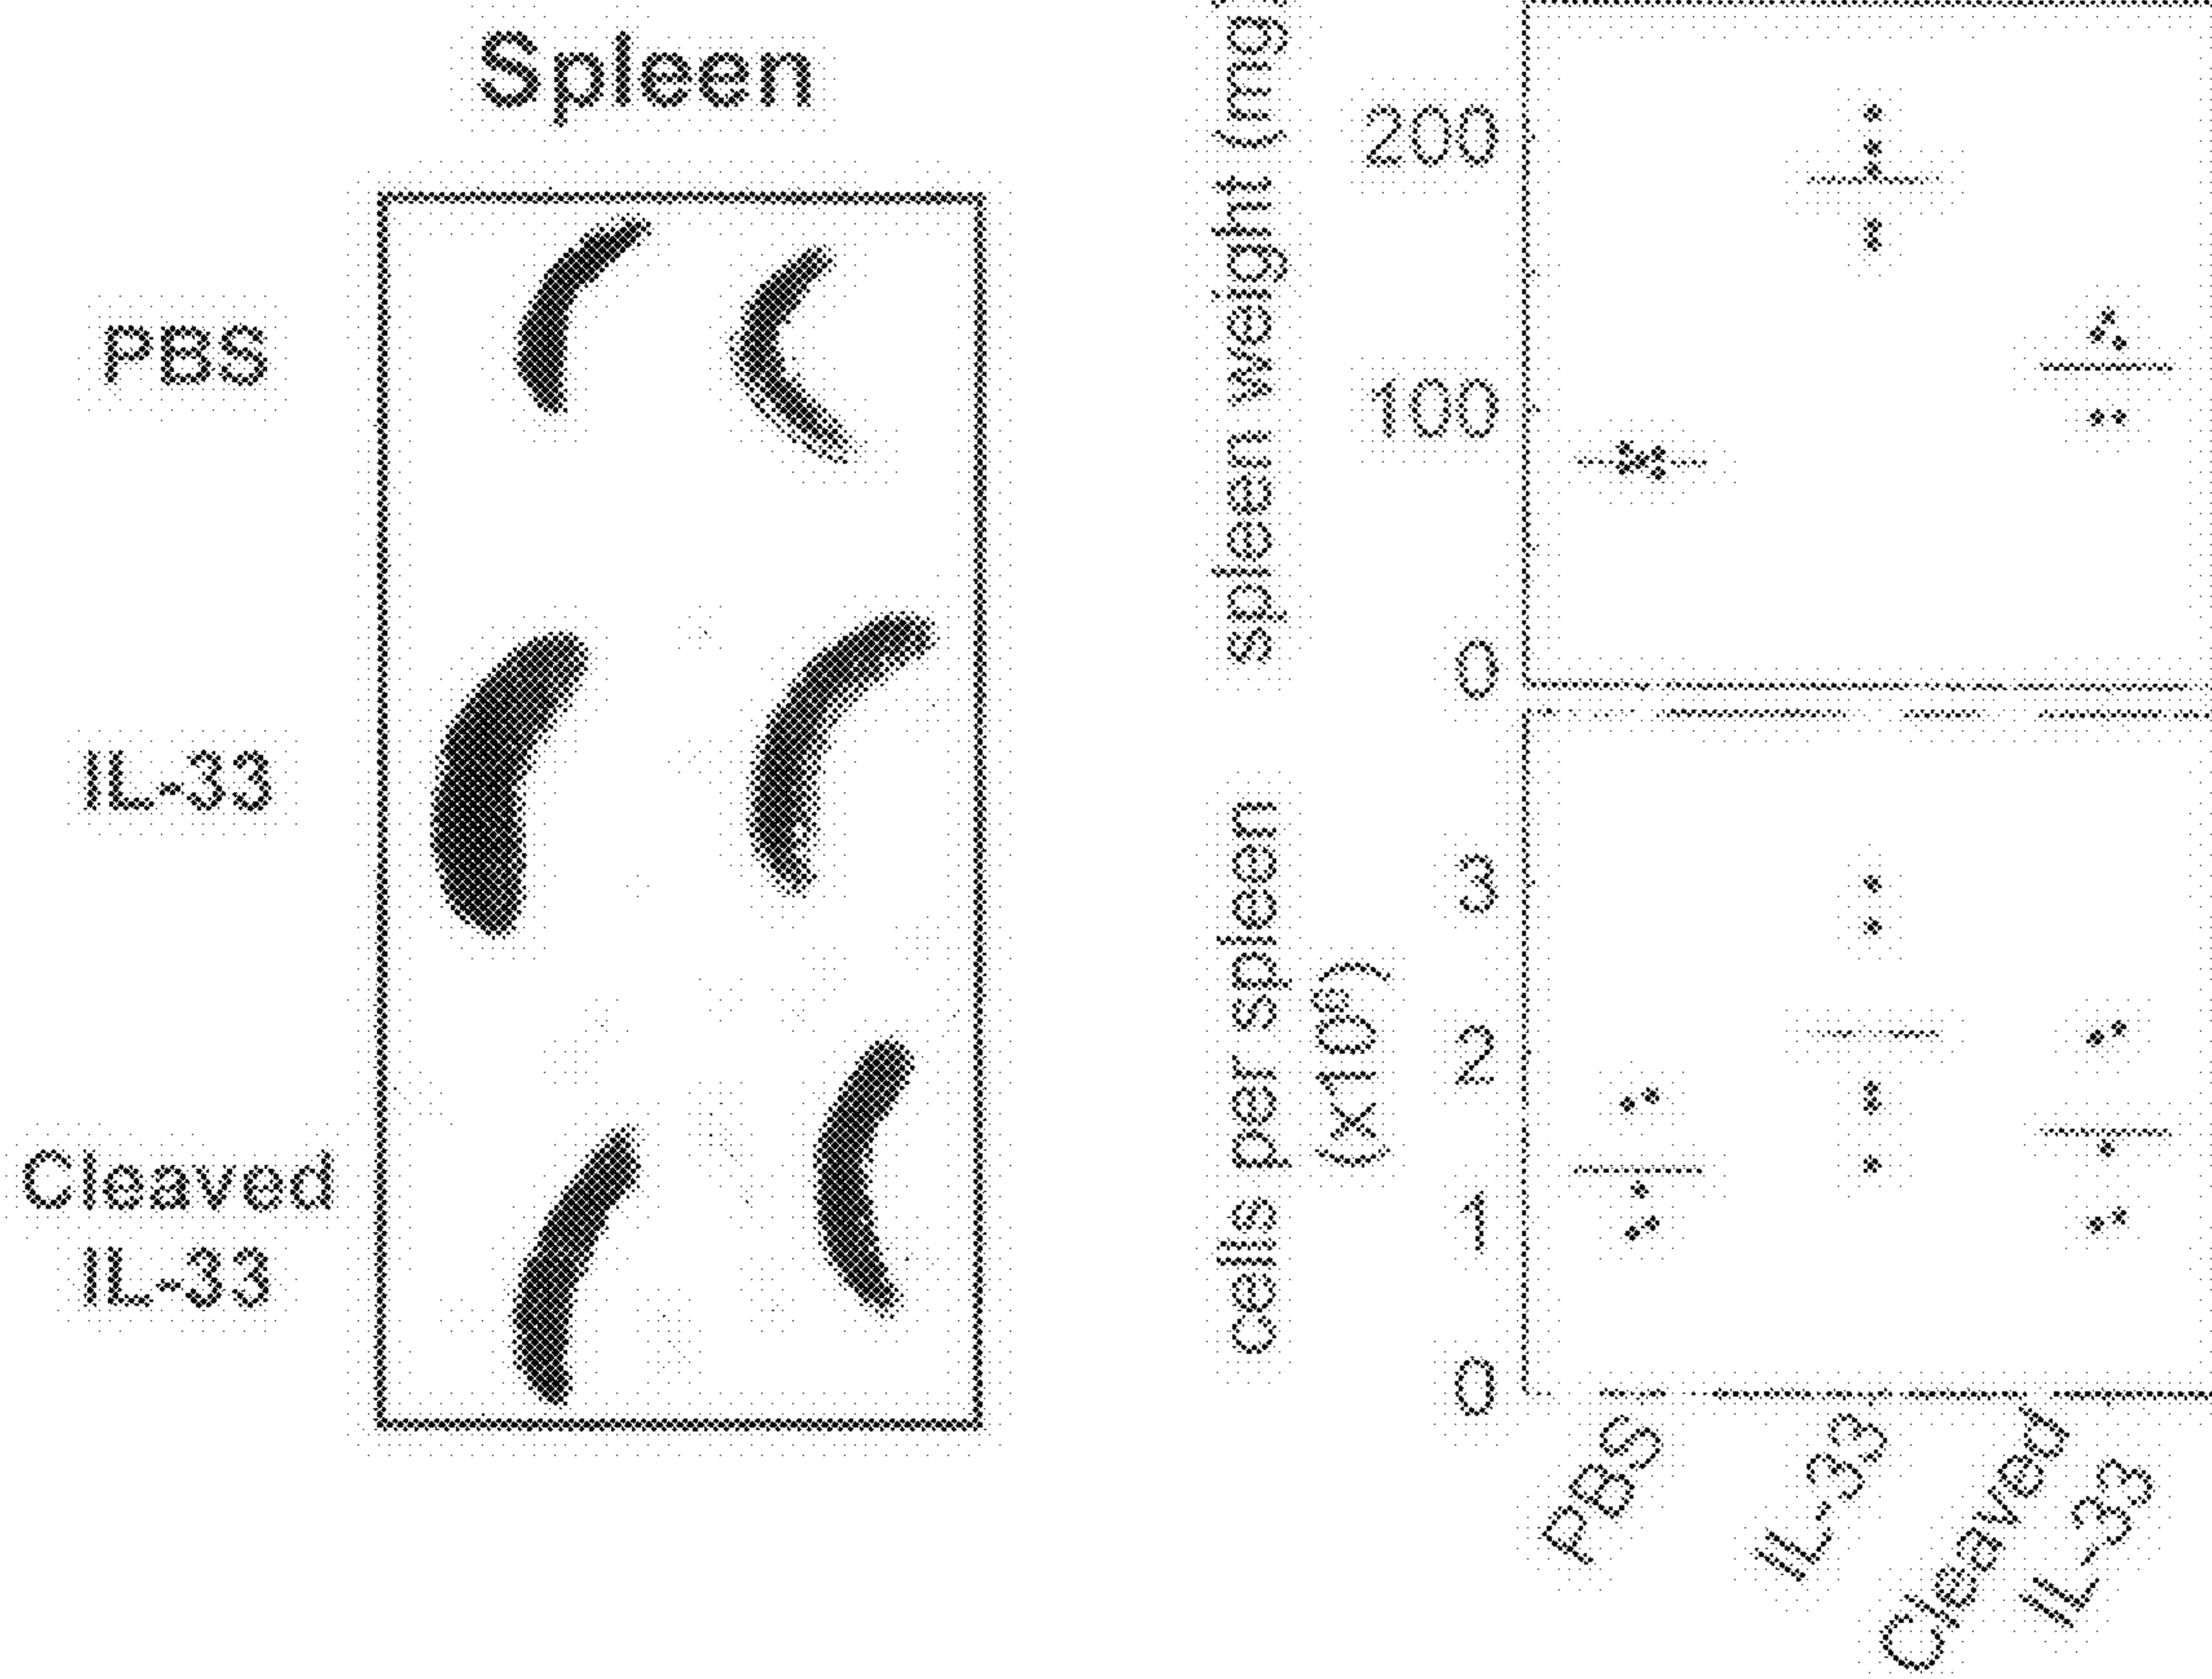 Spleen
PBS
IL-33
Cleaved
IL-33
spleen weight (mg)
200
100
0
cells per spleen
(x10⁸)
3
2
1
0
PBS
IL-33
Cleaved
IL-33